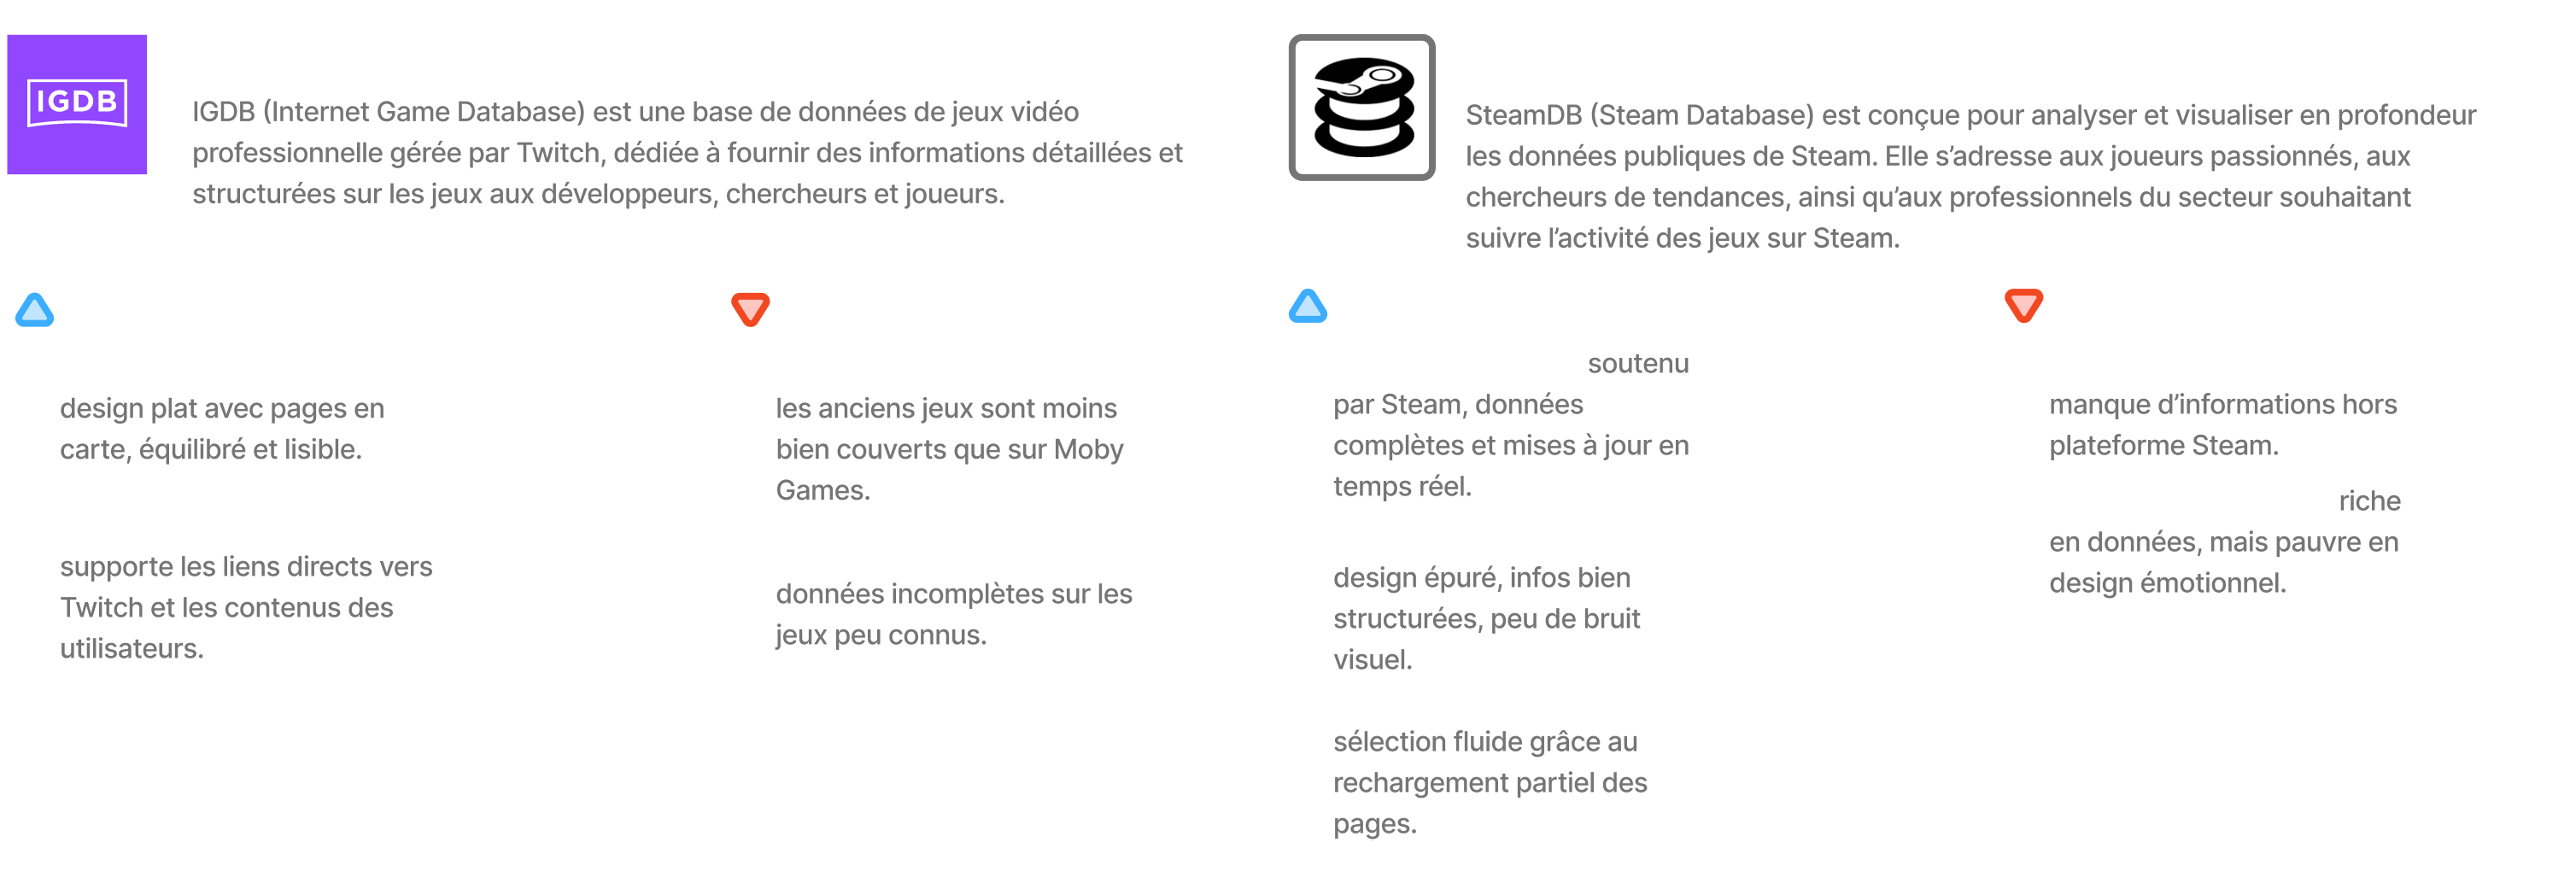 IGDB
IGDB (Internet Game Database) est une base de données de jeux vidéo
professionnelle gérée par Twitch, dédiée à fournir des informations détaillées et
structurées sur les jeux aux développeurs, chercheurs et joueurs.
design plat avec pages en
carte, équilibré et lisible.
supporte les liens directs vers
Twitch et les contenus des
utilisateurs.
les anciens jeux sont moins
bien couverts que sur Moby
Games.
données incomplètes sur les
jeux peu connus.
SteamDB (Steam Database) est conçue pour analyser et visualiser en profondeur
les données publiques de Steam. Elle s’adresse aux joueurs passionnés, aux
chercheurs de tendances, ainsi qu’aux professionnels du secteur souhaitant
suivre l’activité des jeux sur Steam.
soutenu
par Steam, données
complètes et mises à jour en
temps réel.
design épuré, infos bien
structurées, peu de bruit
visuel.
sélection fluide grâce au
rechargement partiel des
pages.
manque d’informations hors
plateforme Steam.
riche
en données, mais pauvre en
design émotionnel.